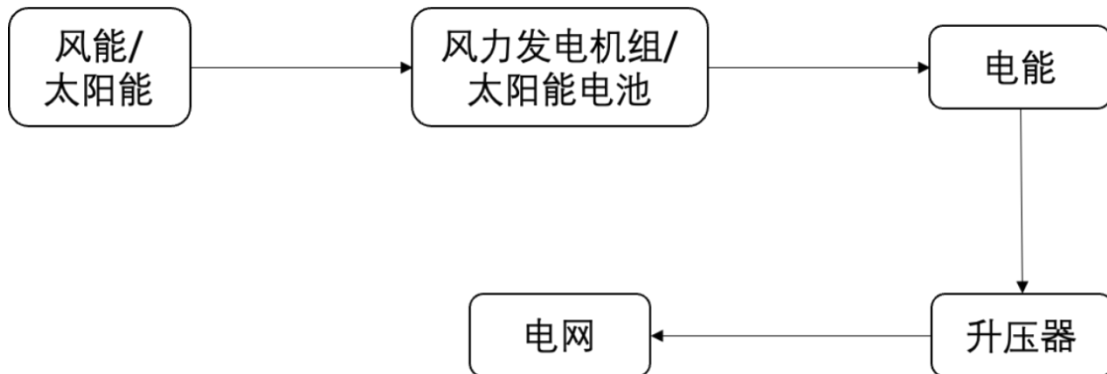 风能/
太阳能
风力发电机组/
太阳能电池
电能
升压器
电网